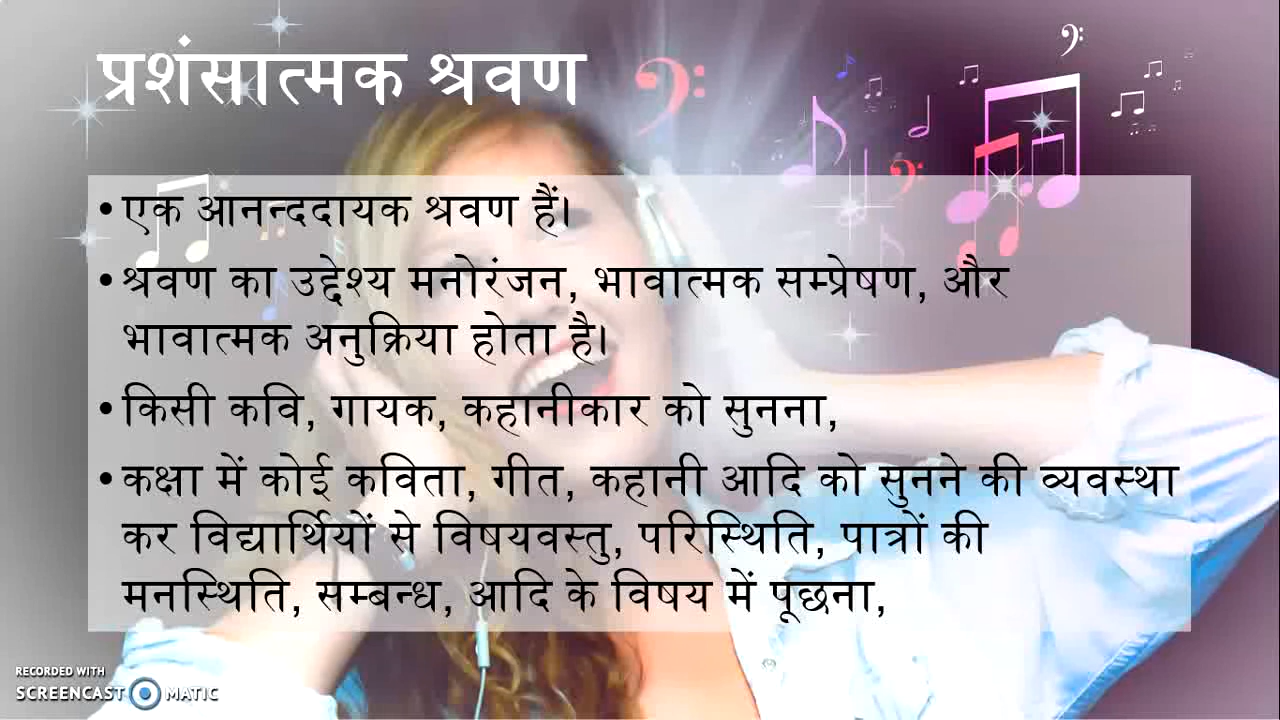 प्रशंसात्मक श्रवण
• एक आनन्ददायक श्रवण हैं।
• श्रवण का उद्देश्य मनोरंजन, भावात्मक सम्प्रेषण, और
भावात्मक अनुक्रिया होता है।
• किसी कवि, गायक, कहानीकार को सुनना,
• कक्षा में कोई कविता, गीत, कहानी आदि को सुनने की व्यवस्था
कर विद्यार्थियों से विषयवस्तु, परिस्थिति, पात्रों की
मनस्थिति, सम्बन्ध, आदि के विषय में पूछना,
RECORDED WITH
SCREENCAST MATIC